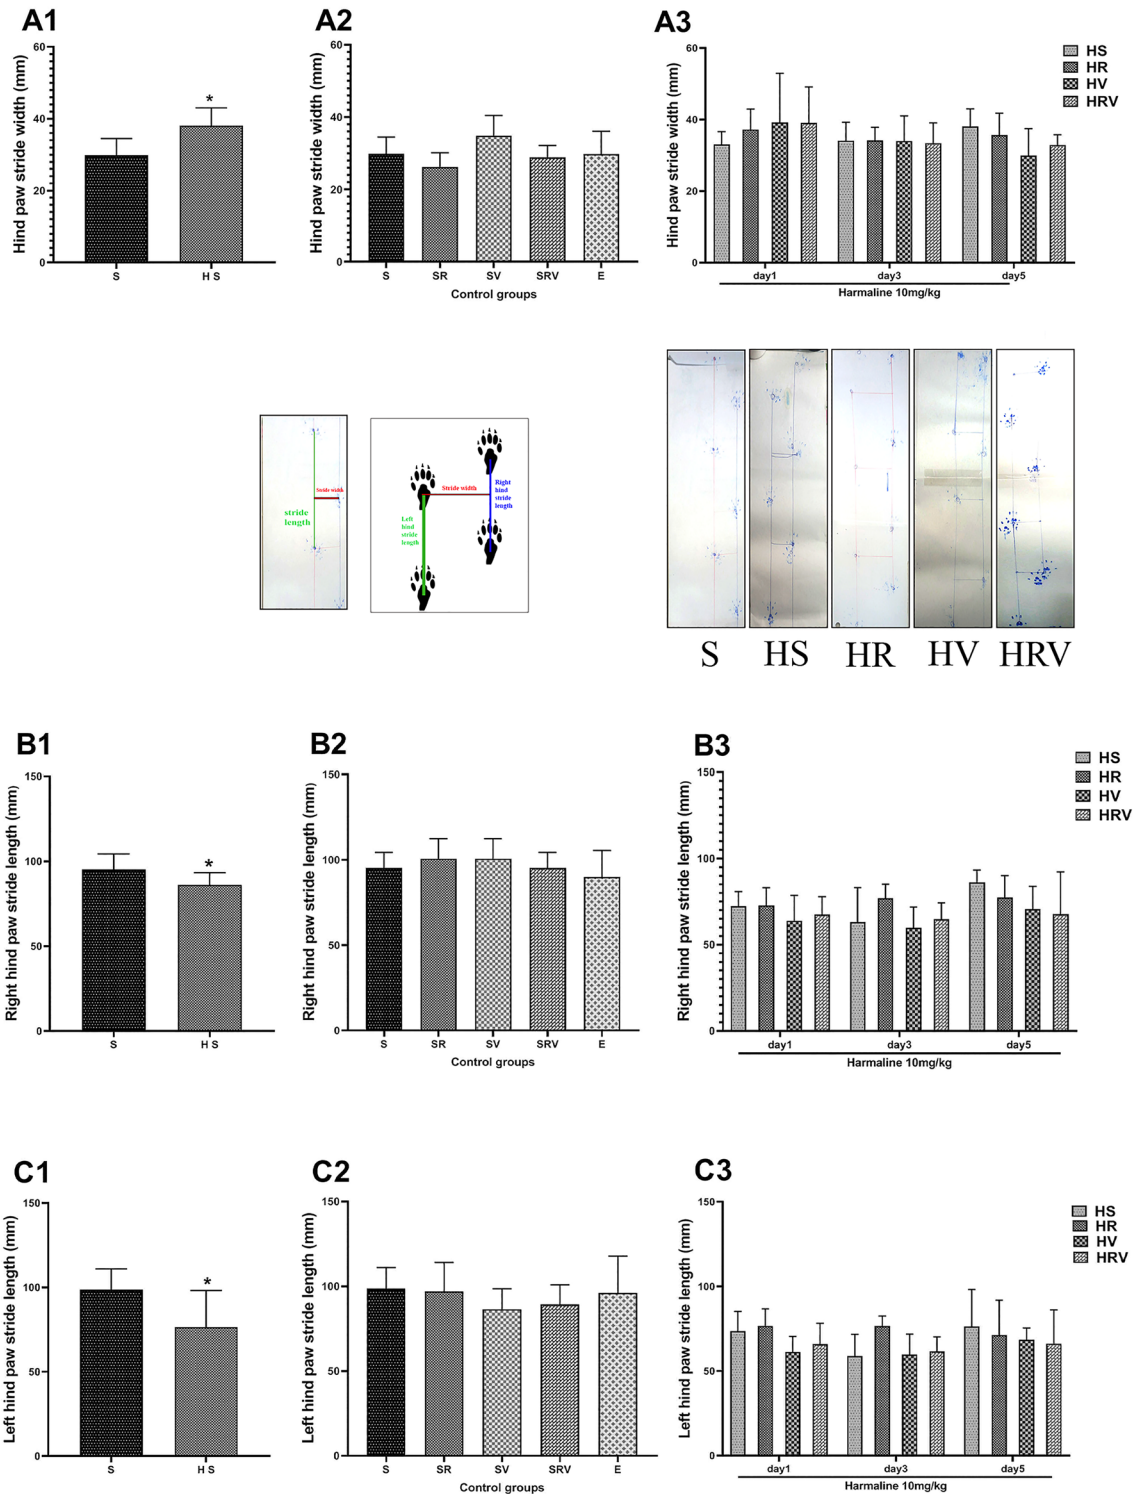 A1
Hind paw stride width (mm)
60
40
20
0
*
S
H S
A2
Hind paw stride width (mm)
60
40
20
0
S
SR
SV
SRV
E
Control groups
A3
Hind paw stride width (mm)
60
40
20
0
day1
day3
day5
Harmaline 10mg/kg
HS
HR
HV
HRV
Stride width
stride
length
Stride width
Left
hind
stride
length
Right
hind
stride
length
S
HS
HR
HV
HRV
B1
Right hind paw stride length (mm)
150
100
50
0
*
S
H S
B2
Right hind paw stride length (mm)
150
100
50
0
S
SR
SV
SRV
E
Control groups
B3
Right hind paw stride length (mm)
150
100
50
0
day1
day3
day5
Harmaline 10mg/kg
HS
HR
HV
HRV
C1
Left hind paw stride length (mm)
150
100
50
0
*
S
H S
C2
Left hind paw stride length (mm)
150
100
50
0
S
SR
SV
SRV
E
Control groups
C3
Left hind paw stride length (mm)
150
100
50
0
day1
day3
day5
Harmaline 10mg/kg
HS
HR
HV
HRV